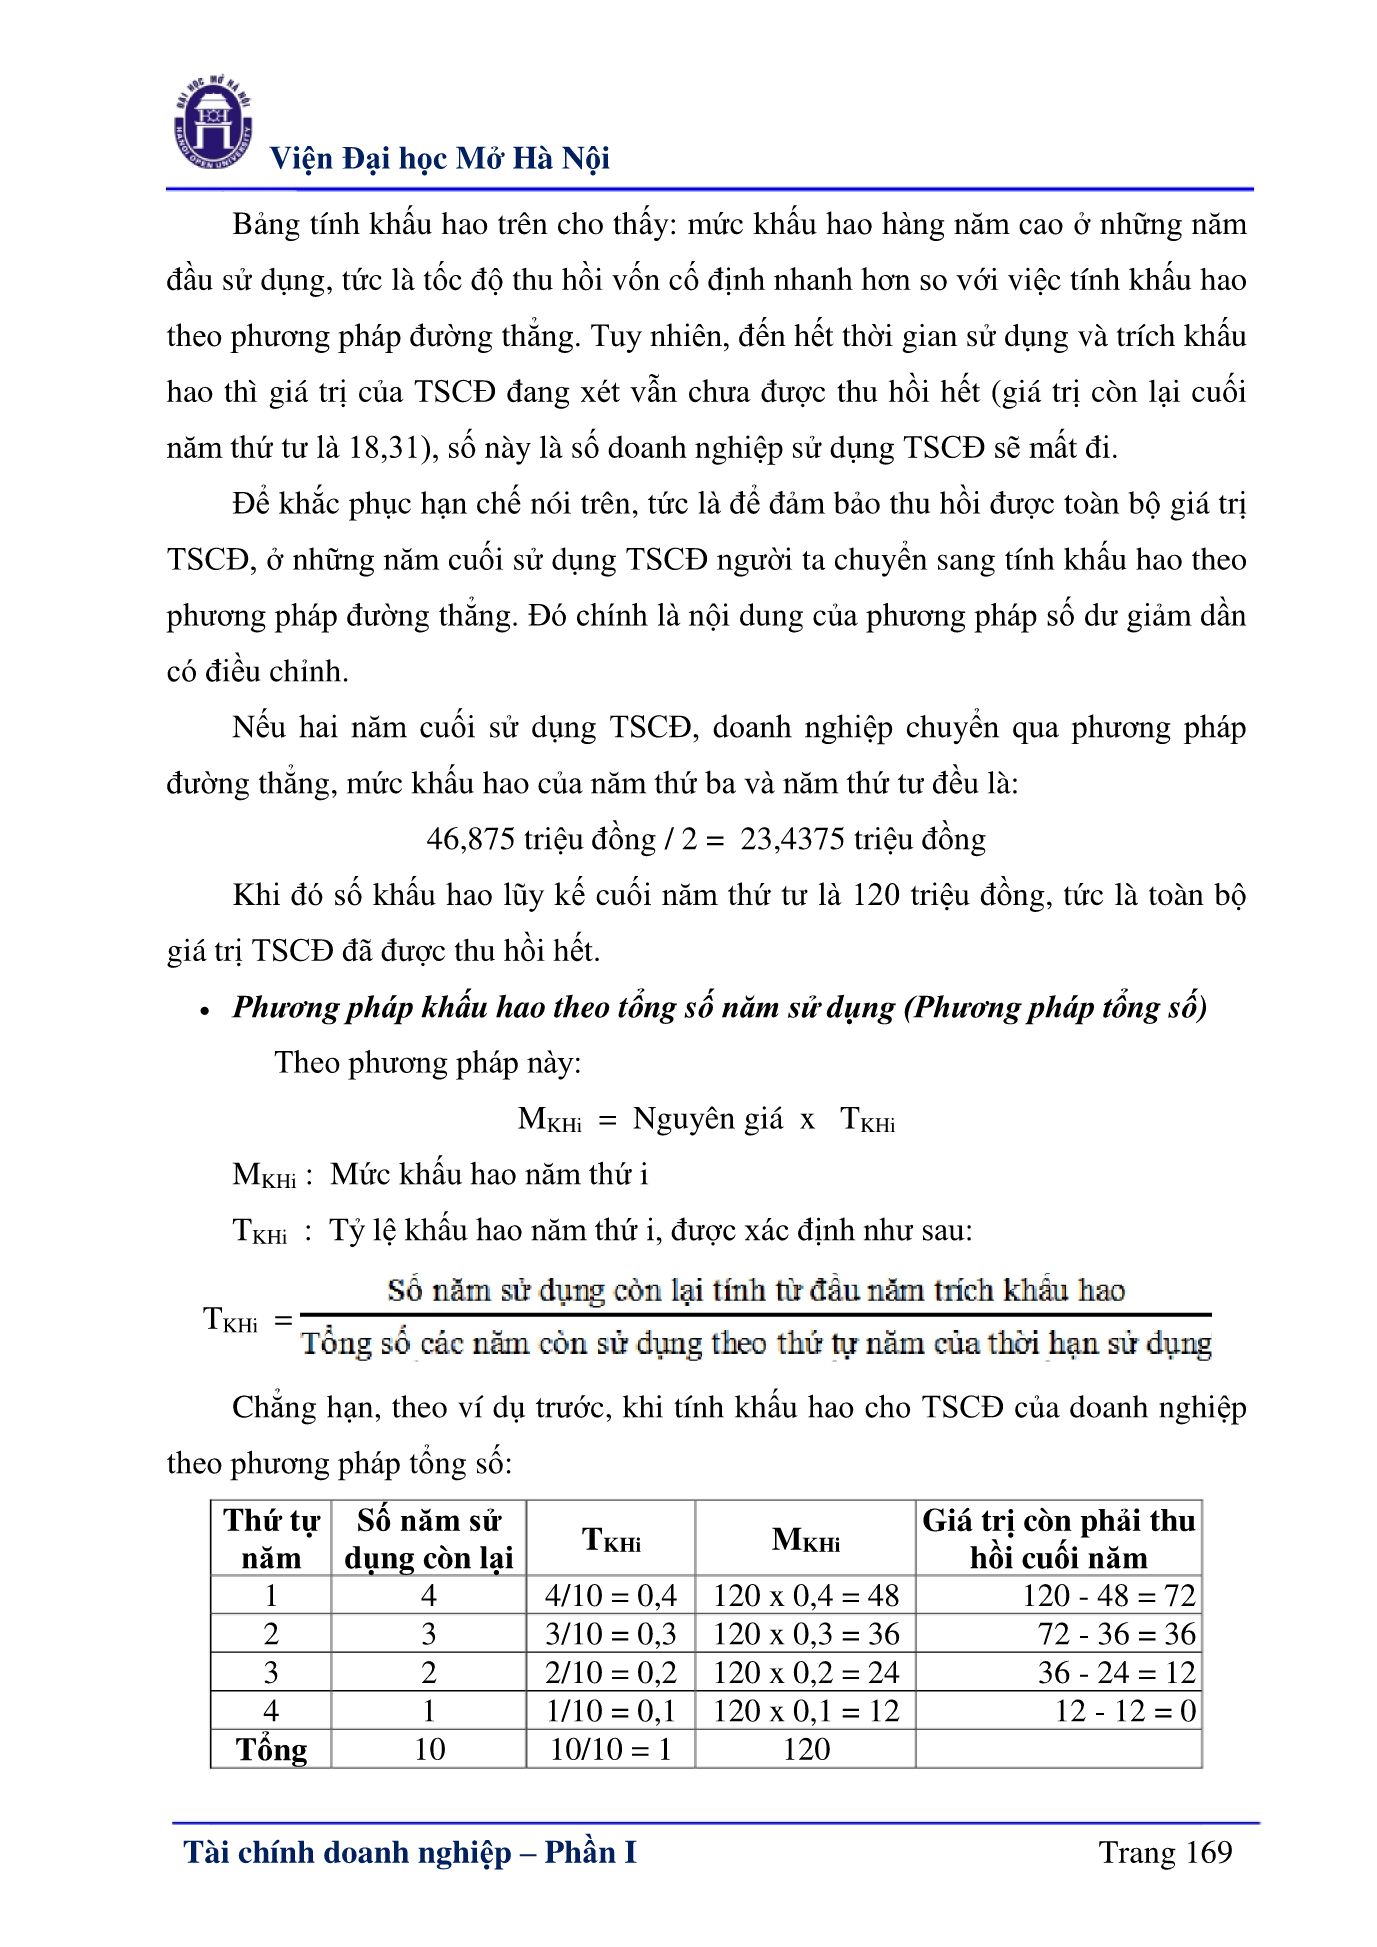 ĐẠI HỌC MỞ HÀ NỘI
HANOI OPEN UNIVERSITY
Viện Đại học Mở Hà Nội
Bảng tính khấu hao trên cho thấy: mức khấu hao hàng năm cao ở những năm
đầu sử dụng, tức là tốc độ thu hồi vốn cố định nhanh hơn so với việc tính khấu hao
theo phương pháp đường thẳng. Tuy nhiên, đến hết thời gian sử dụng và trích khấu
hao thì giá trị của TSCĐ đang xét vẫn chưa được thu hồi hết (giá trị còn lại cuối
năm thứ tư là 18,31), số này là số doanh nghiệp sử dụng TSCĐ sẽ mất đi.
Để khắc phục hạn chế nói trên, tức là để đảm bảo thu hồi được toàn bộ giá trị
TSCĐ, ở những năm cuối sử dụng TSCĐ người ta chuyển sang tính khấu hao theo
phương pháp đường thẳng. Đó chính là nội dung của phương pháp số dư giảm dần
có điều chỉnh.
Nếu hai năm cuối sử dụng TSCĐ, doanh nghiệp chuyển qua phương pháp
đường thẳng, mức khấu hao của năm thứ ba và năm thứ tư đều là:
46,875 triệu đồng / 2 = 23,4375 triệu đồng
Khi đó số khấu hao lũy kế cuối năm thứ tư là 120 triệu đồng, tức là toàn bộ
giá trị TSCĐ đã được thu hồi hết.
• Phương pháp khấu hao theo tổng số năm sử dụng (Phương pháp tổng số)
Theo phương pháp này:
MKHi = Nguyên giá x TKHi
MKHi : Mức khấu hao năm thứ i
TKHi : Tỷ lệ khấu hao năm thứ i, được xác định như sau:
Số năm sử dụng còn lại tính từ đầu năm trích khấu hao
TKHi =
Tổng số các năm còn sử dụng theo thứ tự năm của thời hạn sử dụng
Chẳng hạn, theo ví dụ trước, khi tính khấu hao cho TSCĐ của doanh nghiệp
theo phương pháp tổng số:
Thứ tự năm Số năm sử dụng còn lại TKHi MKHi Giá trị còn phải thu hồi cuối năm
1 4 4/10 = 0,4 120 x 0,4 = 48 120 - 48 = 72
2 3 3/10 = 0,3 120 x 0,3 = 36 72 - 36 = 36
3 2 2/10 = 0,2 120 x 0,2 = 24 36 - 24 = 12
4 1 1/10 = 0,1 120 x 0,1 = 12 12 - 12 = 0
Tổng 10 10/10 = 1 120
Tài chính doanh nghiệp – Phần I Trang 169